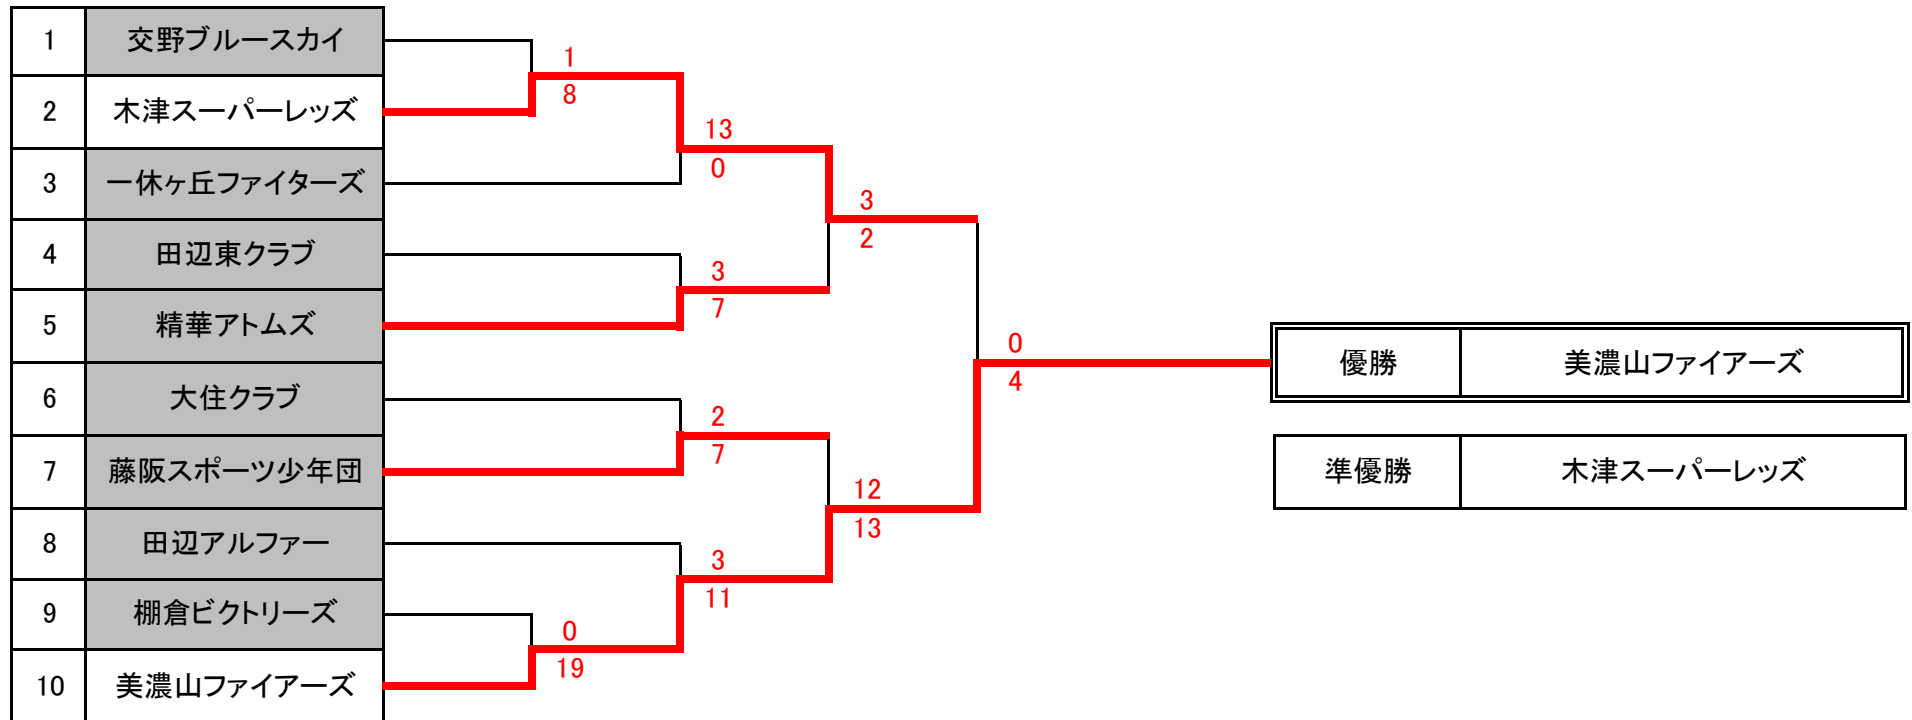 1 交野ブルースカイ
2 木津スーパーレッズ
3 一休ヶ丘ファイターズ
4 田辺東クラブ
5 精華アトムズ
6 大住クラブ
7 藤阪スポーツ少年団
8 田辺アルファー
9 棚倉ビクトリーズ
10 美濃山ファイアーズ
1
8
0
19
13
0
3
7
2
7
3
11
3
2
12
13
0
4
優勝 美濃山ファイアーズ
準優勝 木津スーパーレッズ